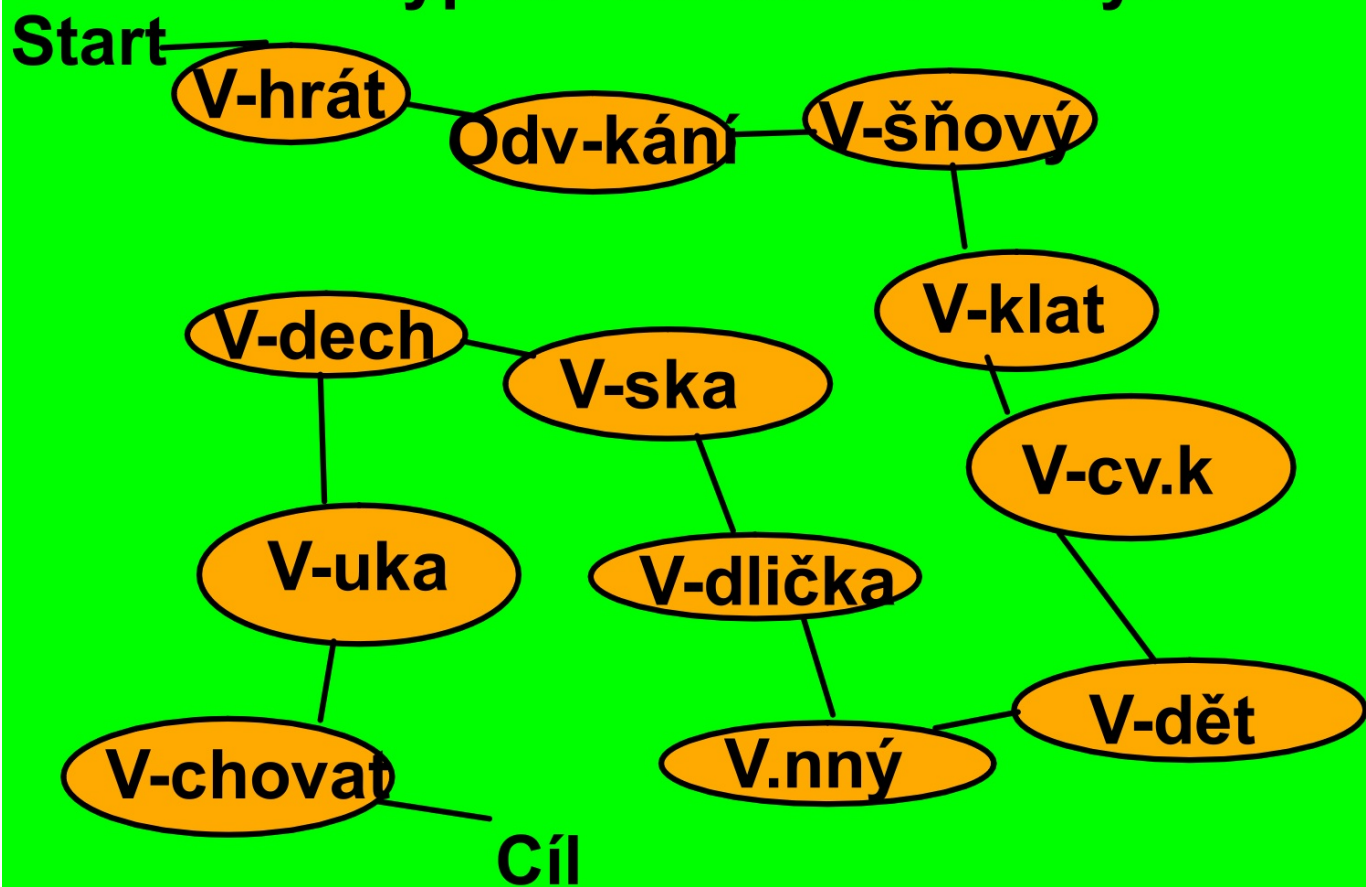 Start
V-hrát
Odv-kání
V-šňový
V-klat
V-cv.k
V-dět
V.nný
V-dlička
V-ska
V-dech
V-uka
V-chovat
Cíl